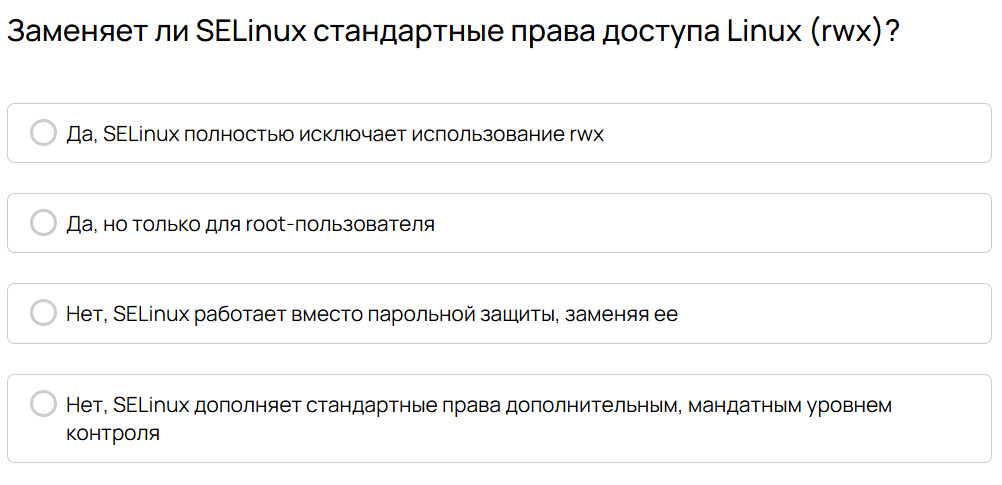 Заменяет ли SELinux стандартные права доступа Linux (rwx)?
Да, SELinux полностью исключает использование rwx
Да, но только для root-пользователя
Нет, SELinux работает вместо парольной защиты, заменяя ее
Нет, SELinux дополняет стандартные права дополнительным, мандатным уровнем
контроля